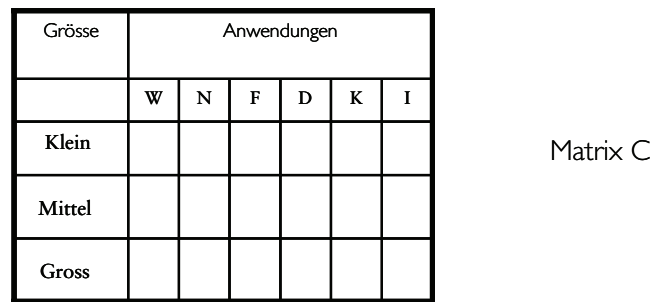 Grösse Anwendungen
W N F D K I
Klein
Matrix C
Mittel
Gross